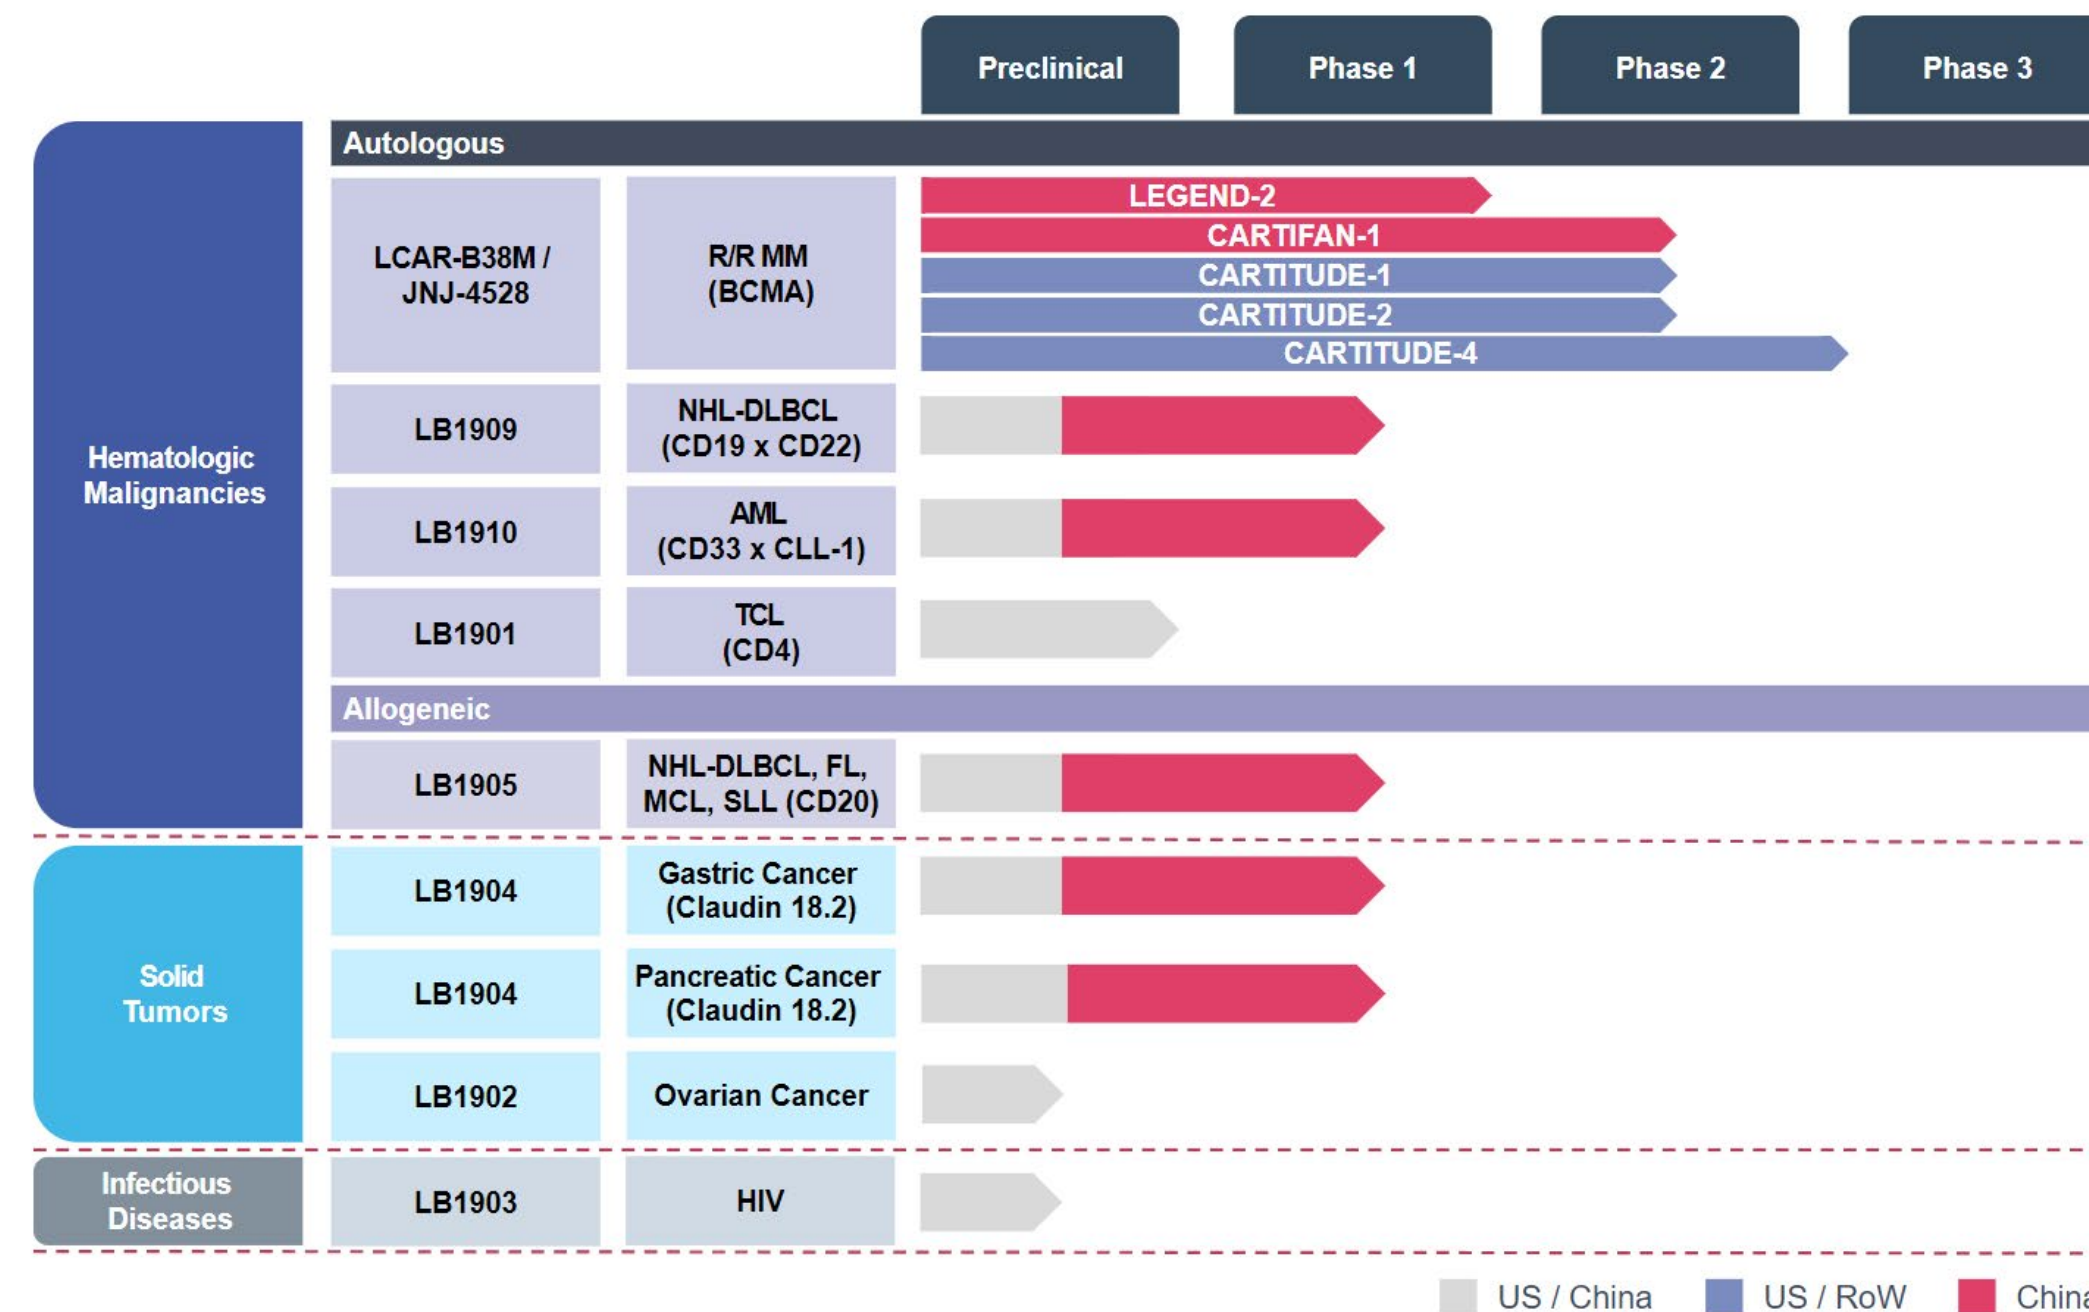 Preclinical
Phase 1
Phase 2
Phase 3
Hematologic
Malignancies
Autologous
LCAR-B38M /
JNJ-4528
R/R MM
(BCMA)
LEGEND-2
CARTIFAN-1
CARTITUDE-1
CARTITUDE-2
CARTITUDE-4
LB1909
NHL-DLBCL
(CD19 x CD22)
LB1910
AML
(CD33 x CLL-1)
LB1901
TCL
(CD4)
Allogeneic
LB1905
NHL-DLBCL, FL,
MCL, SLL (CD20)
Solid
Tumors
LB1904
Gastric Cancer
(Claudin 18.2)
LB1904
Pancreatic Cancer
(Claudin 18.2)
LB1902
Ovarian Cancer
Infectious
Diseases
LB1903
HIV
US / China
US / RoW
China